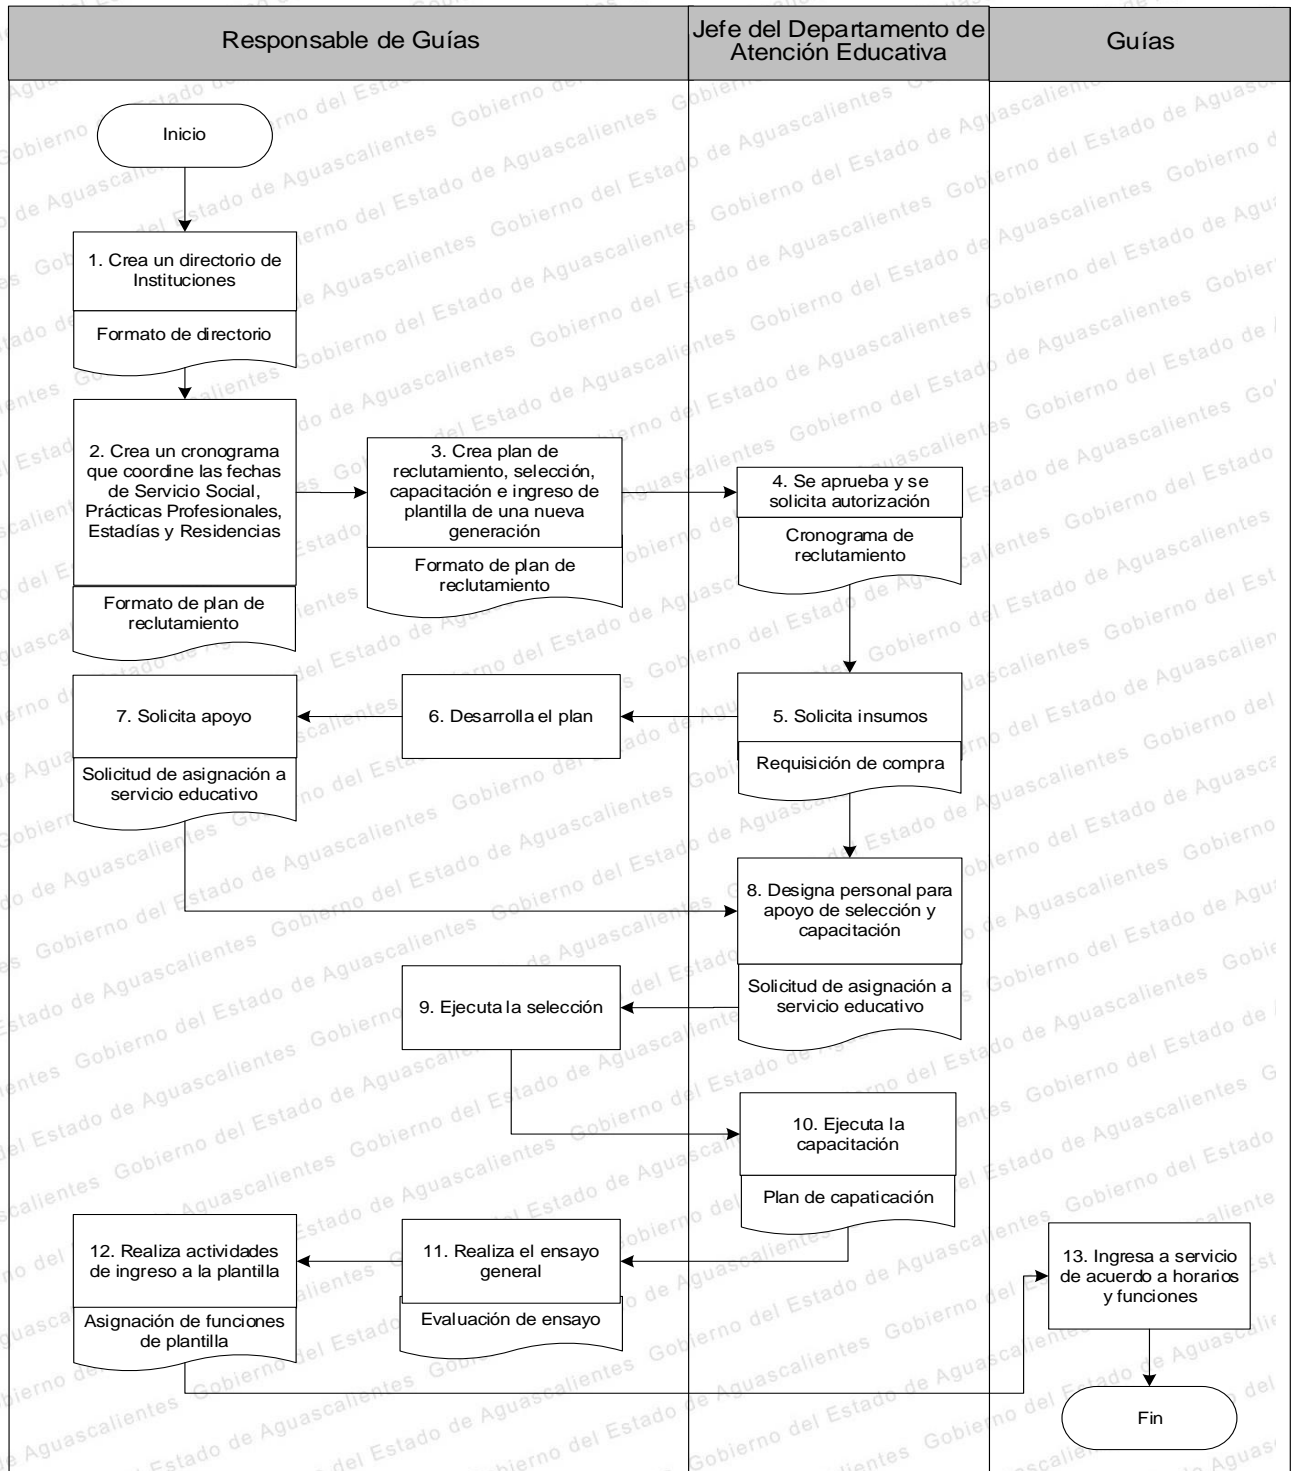 Responsable de Guías
Jefe del Departamento de
Atención Educativa
Guías
Inicio
1. Crea un directorio de
Instituciones
Formato de directorio
2. Crea un cronograma
que coordine las fechas
de Servicio Social,
Prácticas Profesionales,
Estadías y Residencias
Formato de plan de
reclutamiento
3. Crea plan de
reclutamiento, selección,
capacitación e ingreso de
plantilla de una nueva
generación
Formato de plan de
reclutamiento
4. Se aprueba y se
solicita autorización
Cronograma de
reclutamiento
5. Solicita insumos
Requisición de compra
6. Desarrolla el plan
7. Solicita apoyo
Solicitud de asignación a
servicio educativo
8. Designa personal para
apoyo de selección y
capacitación
Solicitud de asignación a
servicio educativo
9. Ejecuta la selección
10. Ejecuta la
capacitación
Plan de capaticación
11. Realiza el ensayo
general
Evaluación de ensayo
12. Realiza actividades
de ingreso a la plantilla
Asignación de funciones
de plantilla
13. Ingresa a servicio
de acuerdo a horarios
y funciones
Fin
Gobierno del Estado de Aguascalientes